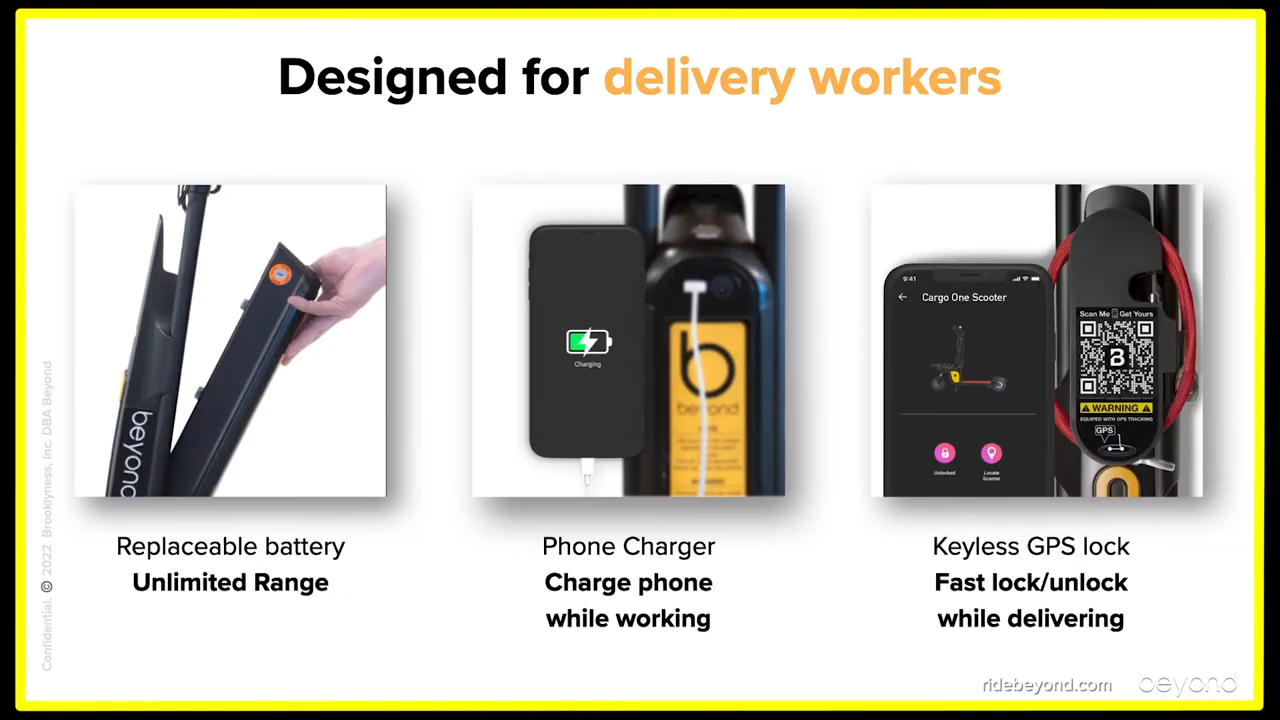 Designed for delivery workers
beyond
Charging
beyond
9:41
Cargo One Scooter
Unlocked
Locate
Scooter
Scan Me Get Yours
B
WARNING
EQUIPPED WITH GPS TRACKING
GPS
Replaceable battery
Unlimited Range
Phone Charger
Charge phone
while working
Keyless GPS lock
Fast lock/unlock
while delivering
Confidential. © 2022 Brooklyness, Inc. DBA Beyond
ridebeyond.com
beyond